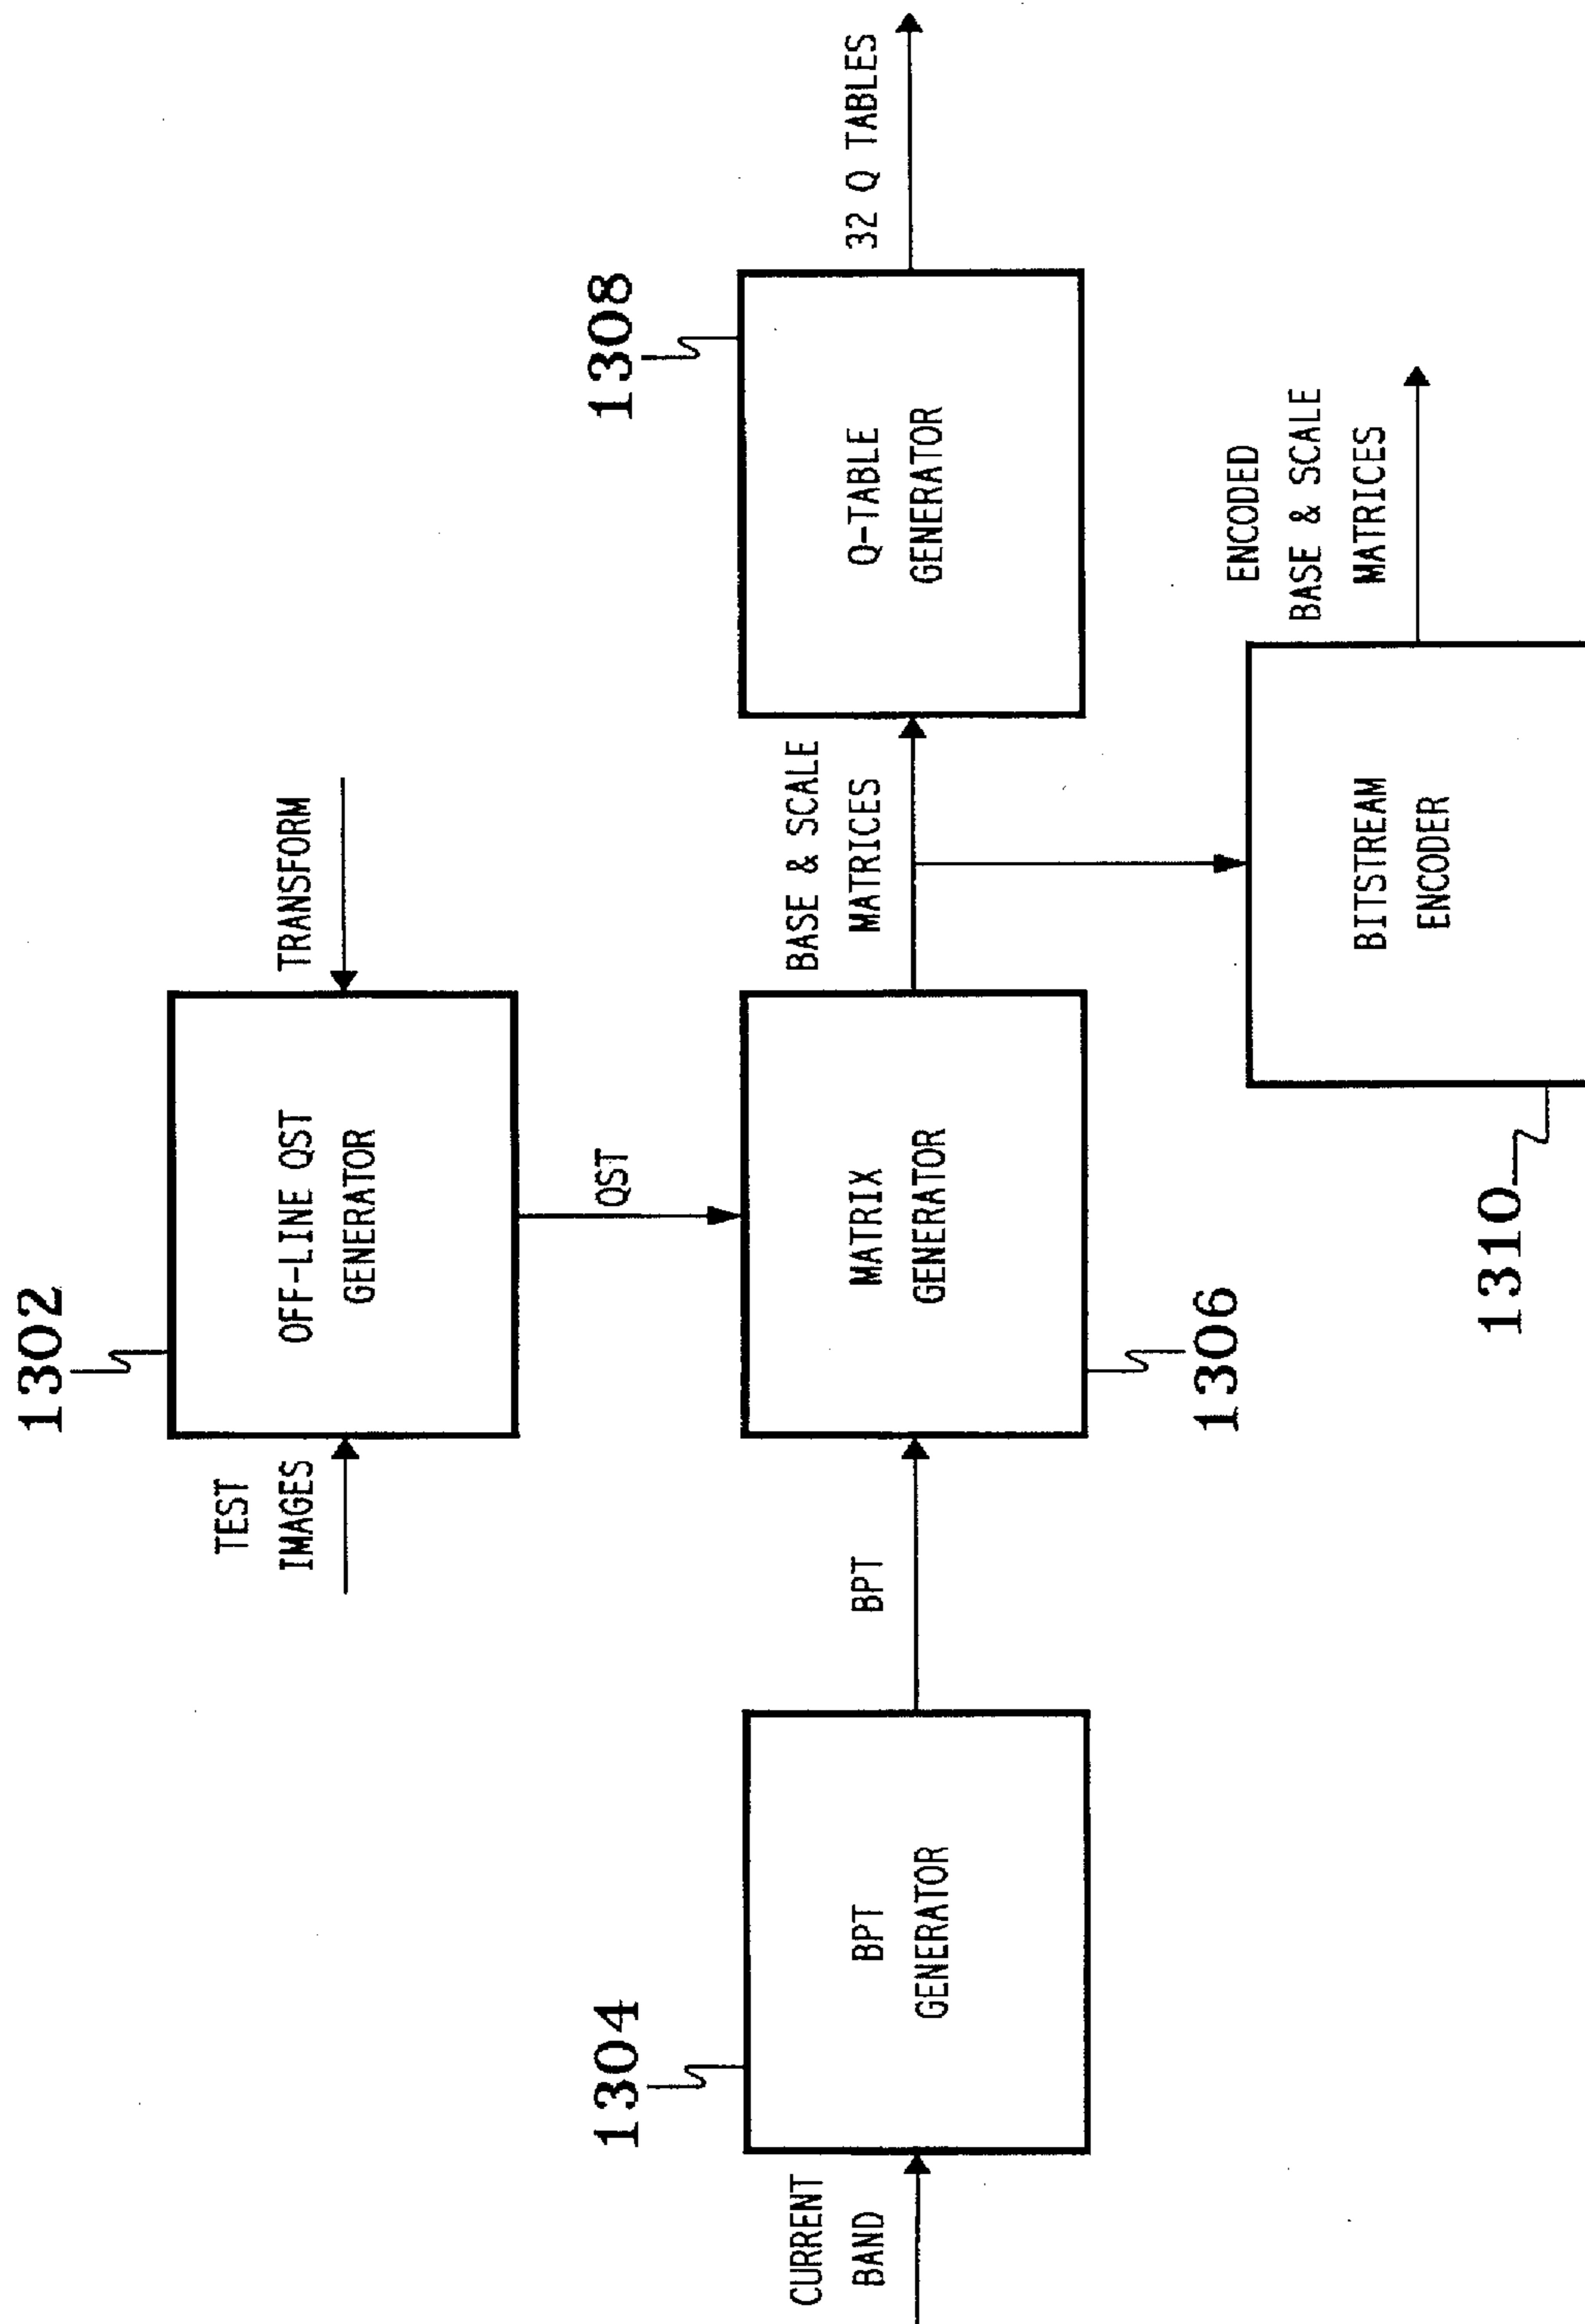 1302
TEST
IMAGES
OFF-LINE QST
GENERATOR
TRANSFORM
QST
1304
CURRENT
BAND
BPT
GENERATOR
BPT
MATRIX
GENERATOR
1306
BASE & SCALE
MATRICES
1308
Q-TABLE
GENERATOR
32 Q TABLES
1310
BITSTREAM
ENCODER
ENCODED
BASE & SCALE
MATRICES